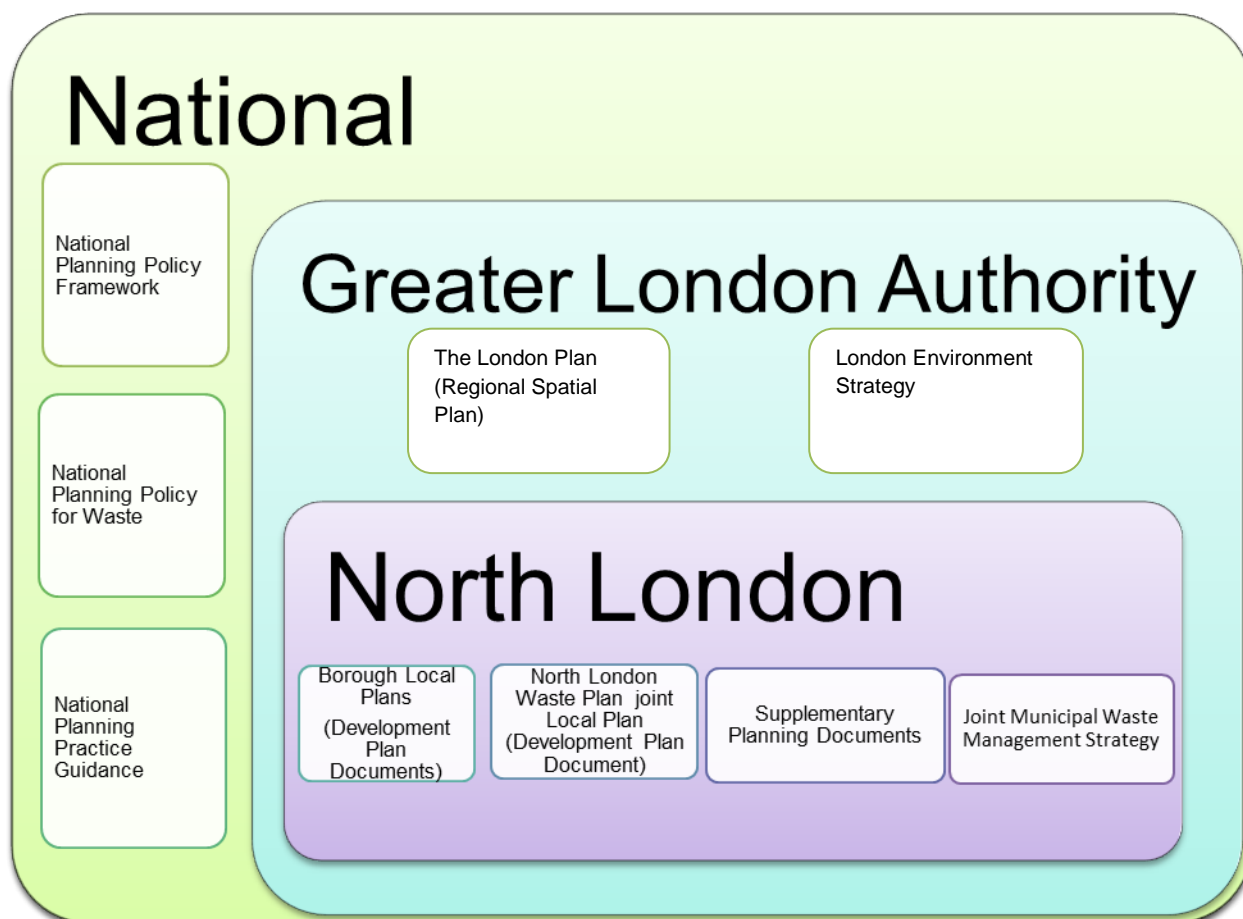 National
National
Planning Policy
Framework
National
Planning Policy
for Waste
National
Planning
Practice
Guidance
Greater London Authority
The London Plan
(Regional Spatial
Plan)
London Environment
Strategy
North London
Borough Local
Plans
(Development
Plan
Documents)
North London
Waste Plan joint
Local Plan
(Development Plan
Document)
Supplementary
Planning Documents
Joint Municipal Waste
Management Strategy